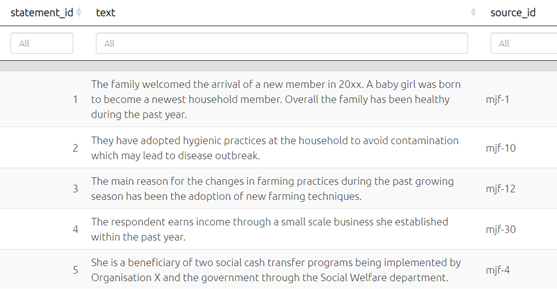 statement_id text source_id
All All All
1 The family welcomed the arrival of a new member in 20xx. A baby girl was born mjf-1
to become a newest household member. Overall the family has been healthy
during the past year.
2 They have adopted hygienic practices at the household to avoid contamination mjf-10
which may lead to disease outbreak.
3 The main reason for the changes in farming practices during the past growing mjf-12
season has been the adoption of new farming techniques.
4 The respondent earns income through a small scale business she established mjf-30
within the past year.
5 She is a beneficiary of two social cash transfer programs being implemented by mjf-4
Organisation X and the government through the Social Welfare department.